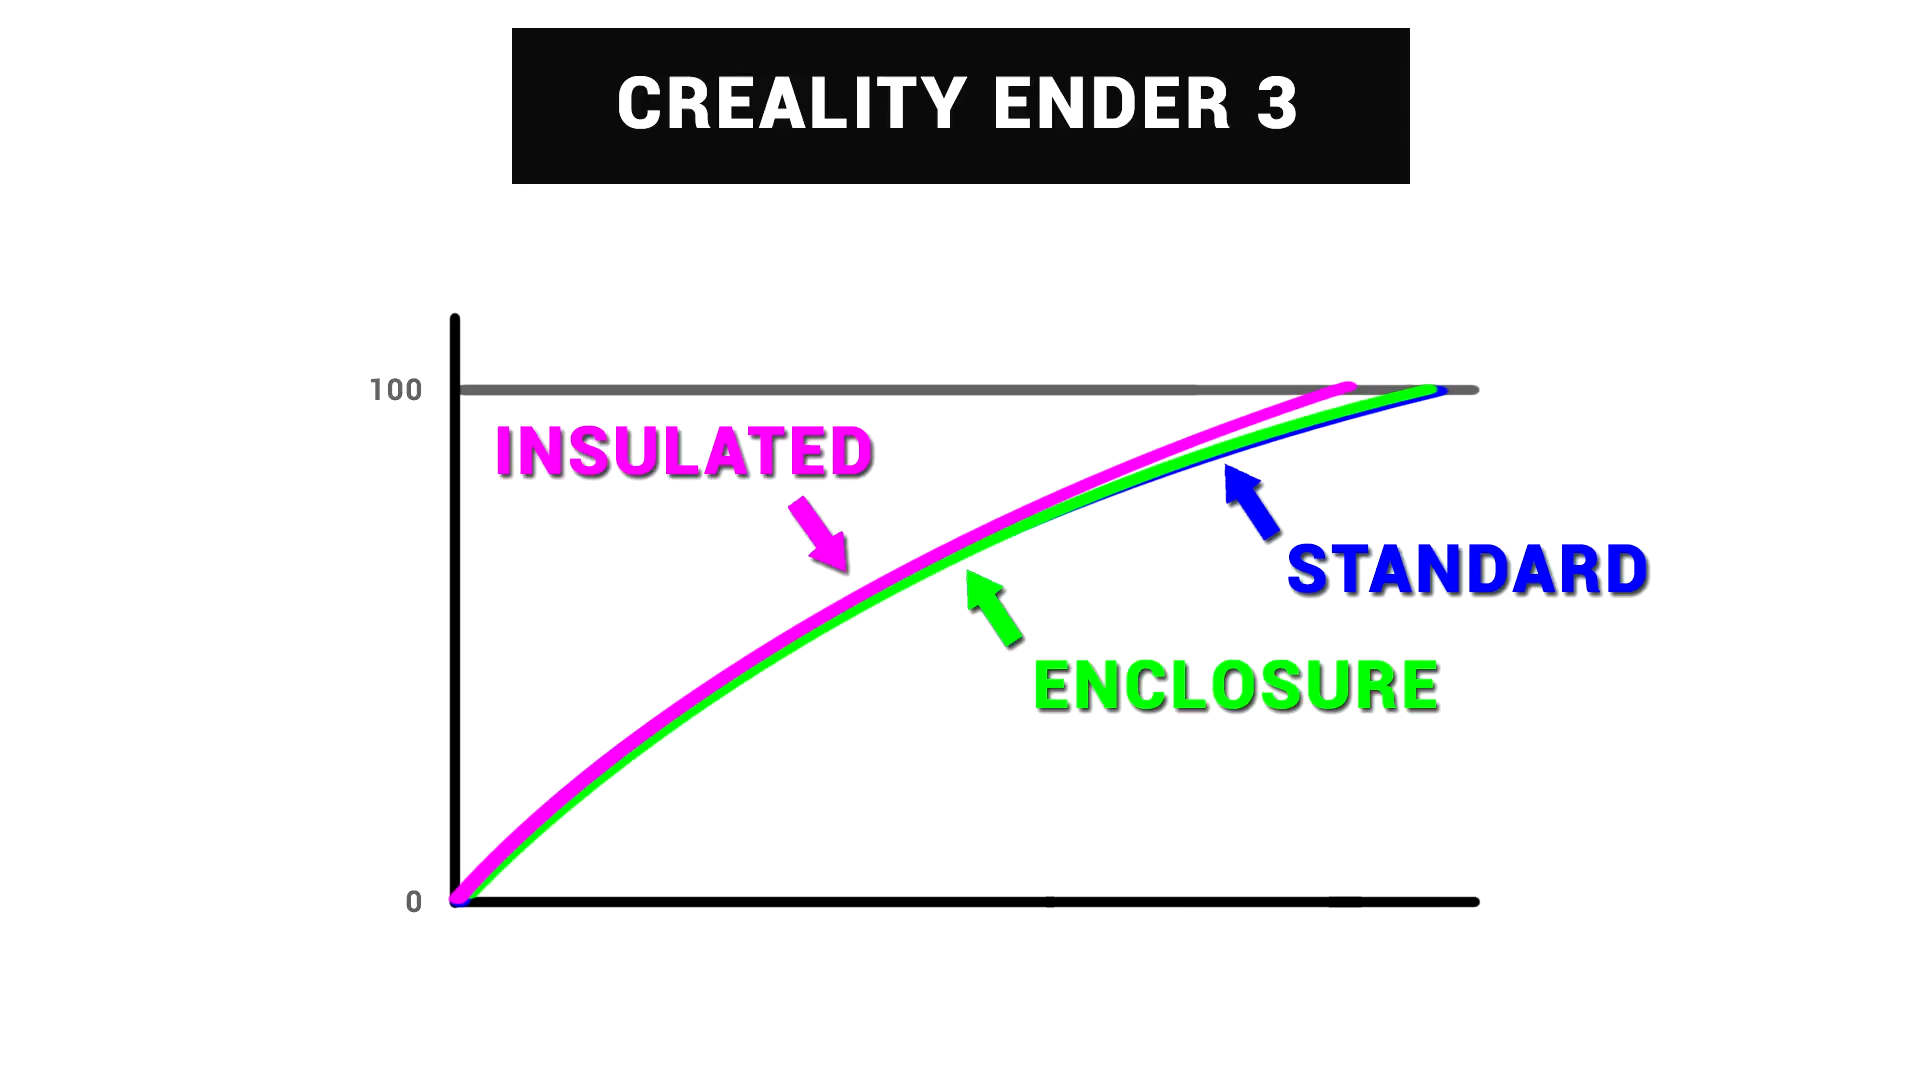 CREALITY ENDER 3
100
INSULATED
STANDARD
ENCLOSURE
0